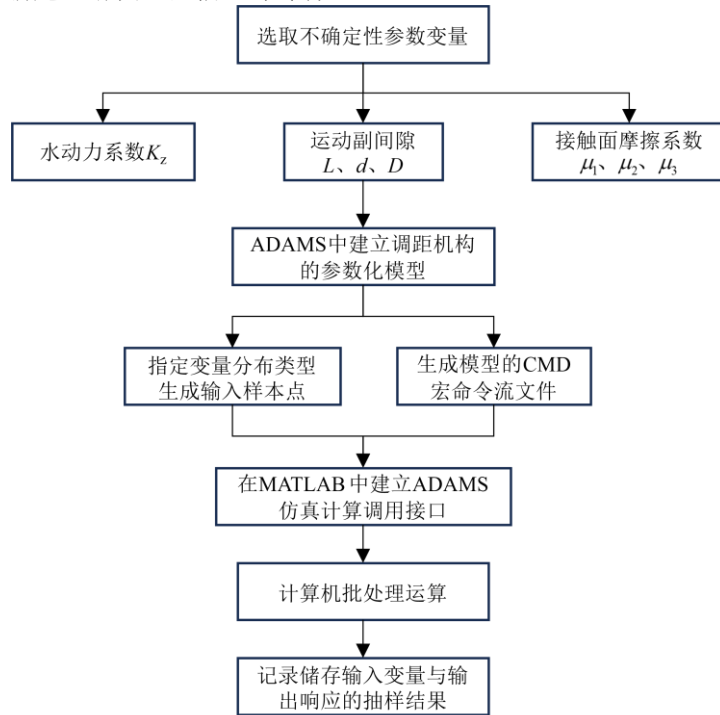 选取不确定性参数变量
水动力系数Kz
运动副间隙
L、d、D
接触面摩擦系数
μ1、μ2、μ3
ADAMS中建立调距机构
的参数化模型
指定变量分布类型
生成输入样本点
生成模型的CMD
宏命令流文件
在MATLAB中建立ADAMS
仿真计算调用接口
计算机批处理运算
记录储存输入变量与输
出响应的抽样结果